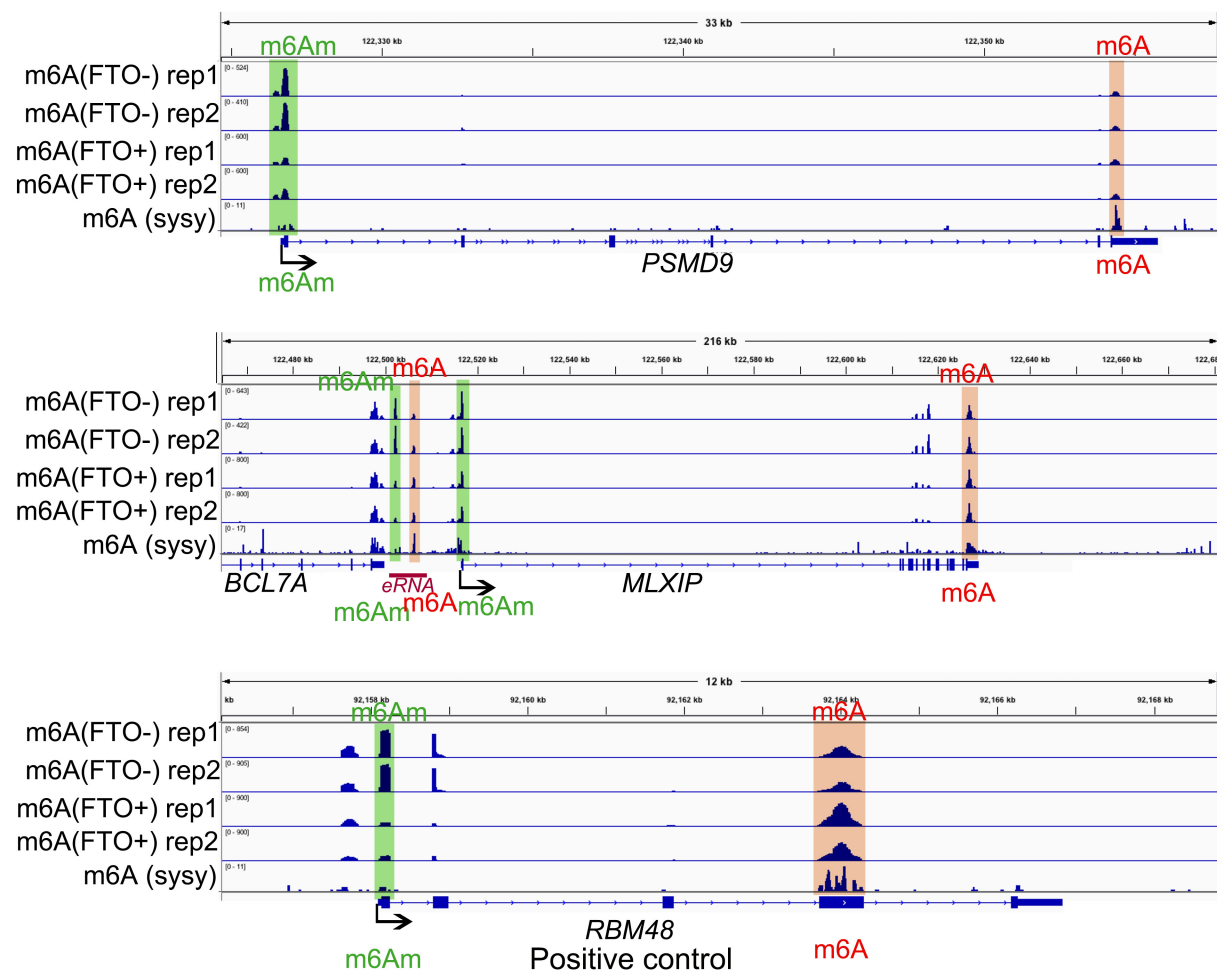 33 kb
m6Am
122,330 kb
122,340 kb
122,350 kb
m6A
m6A(FTO-) rep1
[0 - 524]
m6A(FTO-) rep2
[0 - 410]
m6A(FTO+) rep1
[0 - 600]
m6A(FTO+) rep2
[0 - 600]
m6A (sysy)
[0 - 11]
PSMD9
m6A
m6Am
216 kb
122,480 kb
122,500 kb
122,520 kb
122,540 kb
122,560 kb
122,580 kb
122,600 kb
122,620 kb
122,640 kb
122,660 kb
122,68
m6Am
m6A
m6A
m6A(FTO-) rep1
[0 - 643]
m6A(FTO-) rep2
[0 - 422]
m6A(FTO+) rep1
[0 - 800]
m6A(FTO+) rep2
[0 - 800]
m6A (sysy)
[0 - 17]
BCL7A
eRNA
MLXIP
m6Am
m6A
m6Am
m6A
12 kb
kb
92,158 kb
92,160 kb
92,162 kb
92,164 kb
92,166 kb
92,168 kb
m6Am
m6A
m6A(FTO-) rep1
[0 - 854]
m6A(FTO-) rep2
[0 - 905]
m6A(FTO+) rep1
[0 - 900]
m6A(FTO+) rep2
[0 - 900]
m6A (sysy)
[0 - 11]
RBM48
m6Am
Positive control
m6A